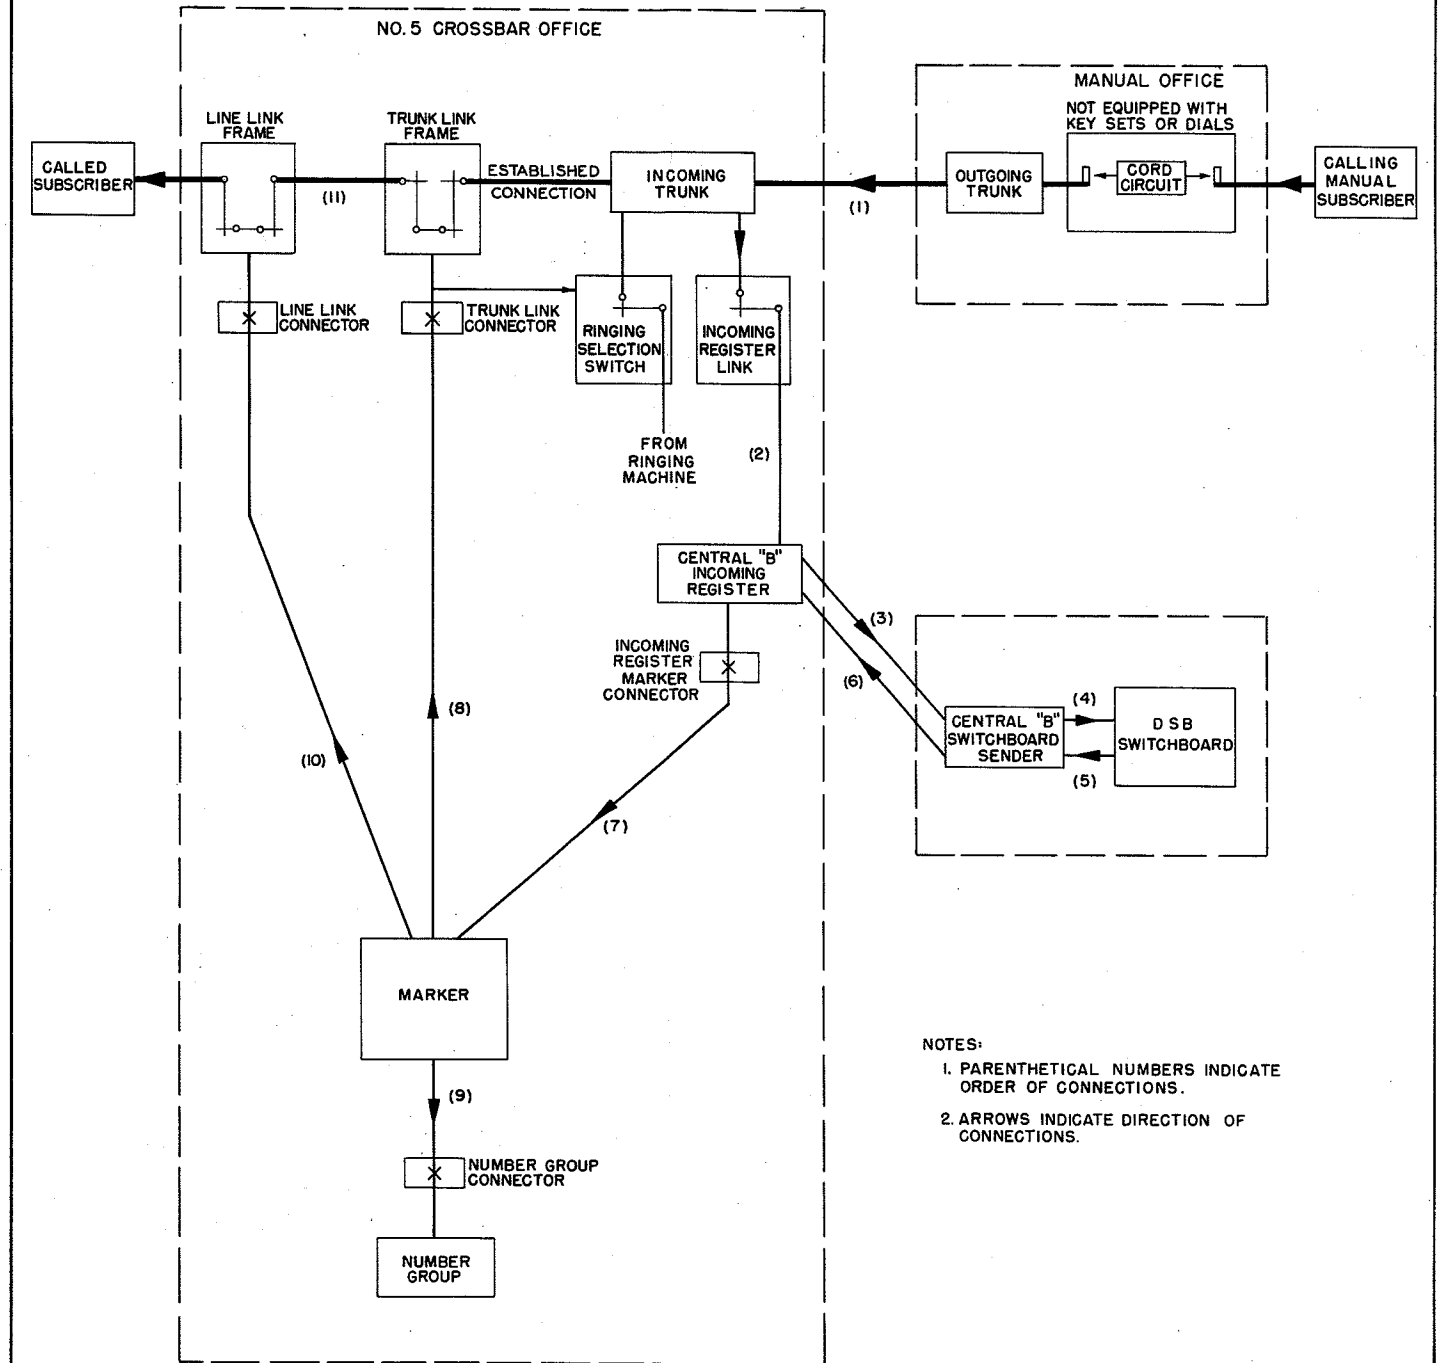 NO. 5 CROSSBAR OFFICE
MANUAL OFFICE
NOT EQUIPPED WITH
KEY SETS OR DIALS
LINE LINK
FRAME
TRUNK LINK
FRAME
CALLED
SUBSCRIBER
(11)
ESTABLISHED
CONNECTION
INCOMING
TRUNK
(1)
OUTGOING
TRUNK
CORD
CIRCUIT
CALLING
MANUAL
SUBSCRIBER
LINE LINK
CONNECTOR
TRUNK LINK
CONNECTOR
RINGING
SELECTION
SWITCH
INCOMING
REGISTER
LINK
FROM
RINGING
MACHINE
(2)
CENTRAL "B"
INCOMING
REGISTER
(3)
(6)
INCOMING
REGISTER
MARKER
CONNECTOR
CENTRAL "B"
SWITCHBOARD
SENDER
(4)
(5)
DSB
SWITCHBOARD
(8)
(10)
(7)
MARKER
(9)
NUMBER GROUP
CONNECTOR
NUMBER
GROUP
NOTES:
1. PARENTHETICAL NUMBERS INDICATE
ORDER OF CONNECTIONS.
2. ARROWS INDICATE DIRECTION OF
CONNECTIONS.